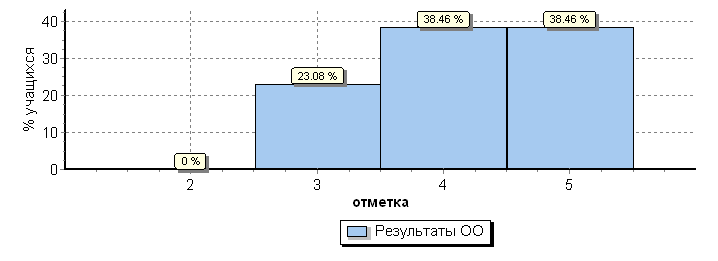 % учащихся
40
30
20
10
0
0 %
23.08 %
38.46 %
38.46 %
2 3 4 5
отметка
Результаты ОО